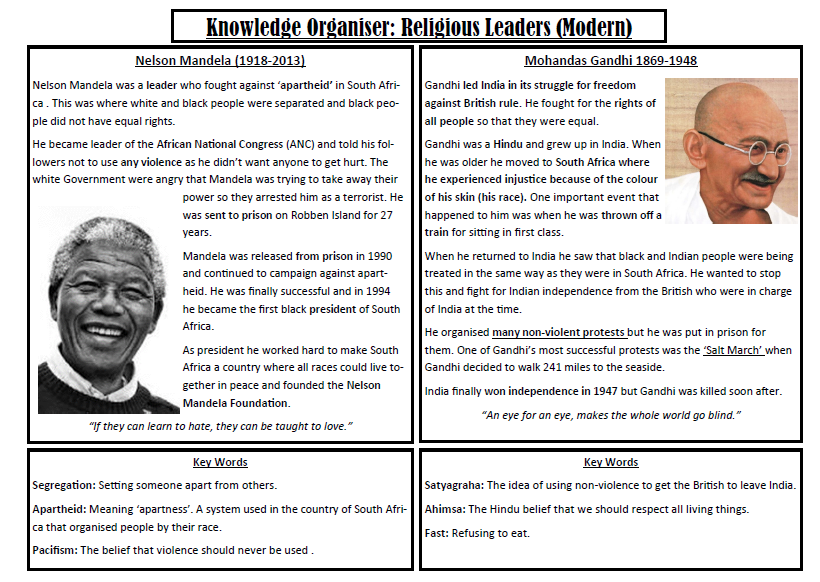 Knowledge Organiser: Religious Leaders (Modern)
Nelson Mandela (1918-2013)
Nelson Mandela was a leader who fought against ‘apartheid’ in South Afri-
ca . This was where white and black people were separated and black peo-
ple did not have equal rights.
He became leader of the African National Congress (ANC) and told his fol-
lowers not to use any violence as he didn’t want anyone to get hurt. The
white Government were angry that Mandela was trying to take away their
power so they arrested him as a terrorist. He
was sent to prison on Robben Island for 27
years.
Mandela was released from prison in 1990
and continued to campaign against apart-
heid. He was finally successful and in 1994
he became the first black president of South
Africa.
As president he worked hard to make South
Africa a country where all races could live to-
gether in peace and founded the Nelson
Mandela Foundation.
“If they can learn to hate, they can be taught to love.”
Mohandas Gandhi 1869-1948
Gandhi led India in its struggle for freedom
against British rule. He fought for the rights of
all people so that they were equal.
Gandhi was a Hindu and grew up in India. When
he was older he moved to South Africa where
he experienced injustice because of the colour
of his skin (his race). One important event that
happened to him was when he was thrown off a
train for sitting in first class.
When he returned to India he saw that black and Indian people were being
treated in the same way as they were in South Africa. He wanted to stop
this and fight for Indian independence from the British who were in charge
of India at the time.
He organised many non-violent protests but he was put in prison for
them. One of Gandhi’s most successful protests was the ‘Salt March’ when
Gandhi decided to walk 241 miles to the seaside.
India finally won independence in 1947 but Gandhi was killed soon after.
“An eye for an eye, makes the whole world go blind.”
Key Words
Segregation: Setting someone apart from others.
Apartheid: Meaning ‘apartness’. A system used in the country of South Afri-
ca that organised people by their race.
Pacifism: The belief that violence should never be used .
Key Words
Satyagraha: The idea of using non-violence to get the British to leave India.
Ahimsa: The Hindu belief that we should respect all living things.
Fast: Refusing to eat.